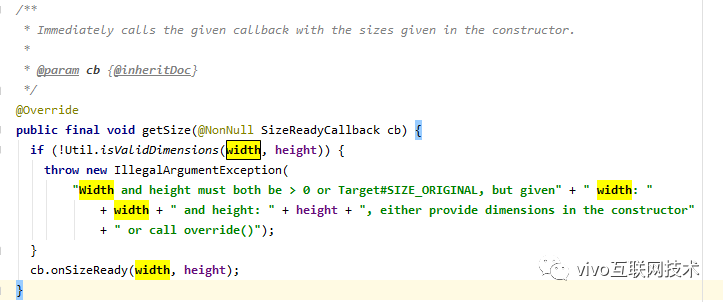 /**
 * Immediately calls the given callback with the sizes given in the constructor.
 *
 * @param cb {@inheritDoc}
 */
@Override
public final void getSize(@NonNull SizeReadyCallback cb) {
  if (!Util.isValidDimensions(width, height)) {
    throw new IllegalArgumentException(
        "Width and height must both be > 0 or Target#SIZE_ORIGINAL, but given" + " width: "
            + width + " and height: " + height + ", either provide dimensions in the constructor"
            + " or call override()");
  }
  cb.onSizeReady(width, height);
}
vivo互联网技术